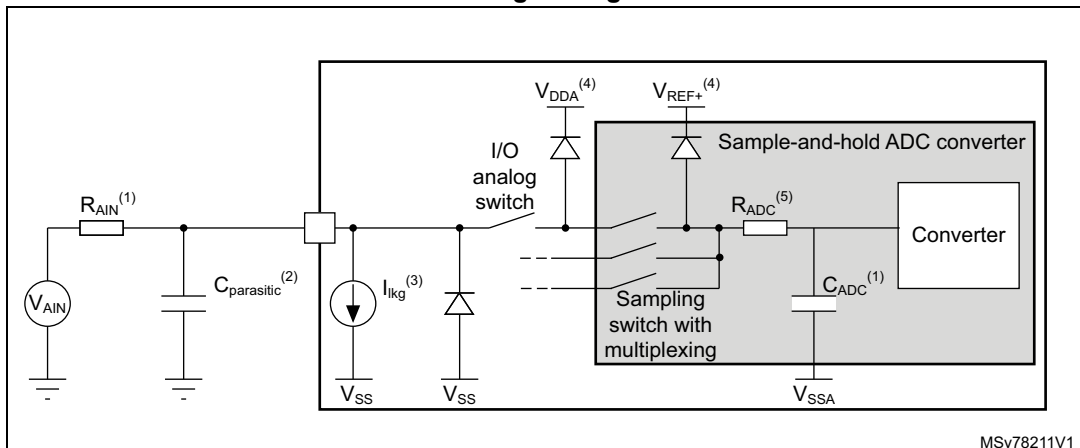 V_DDA^(4)
V_REF+^(4)
Sample-and-hold ADC converter
I/O
analog
switch
R_AIN^(1)
R_ADC^(5)
Converter
V_AIN
C_parasitic^(2)
I_lkg^(3)
C_ADC^(1)
Sampling
switch with
multiplexing
V_SS
V_SS
V_SSA
MSv78211V1